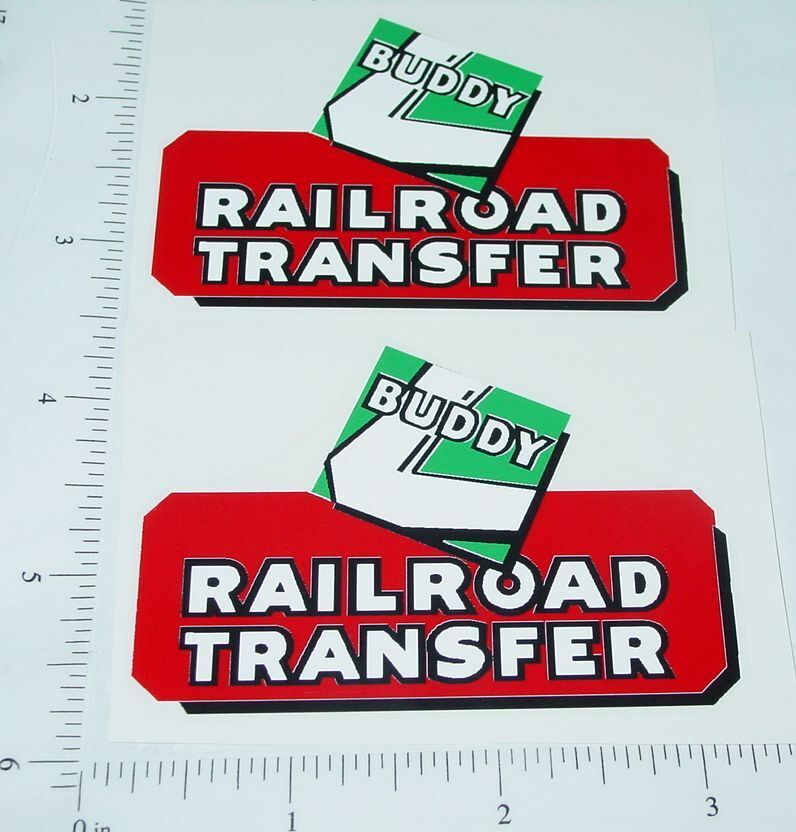 BUDDY
RAILROAD
TRANSFER
BUDDY
RAILROAD
TRANSFER
2
3
4
5
6
0 in
1
2
3